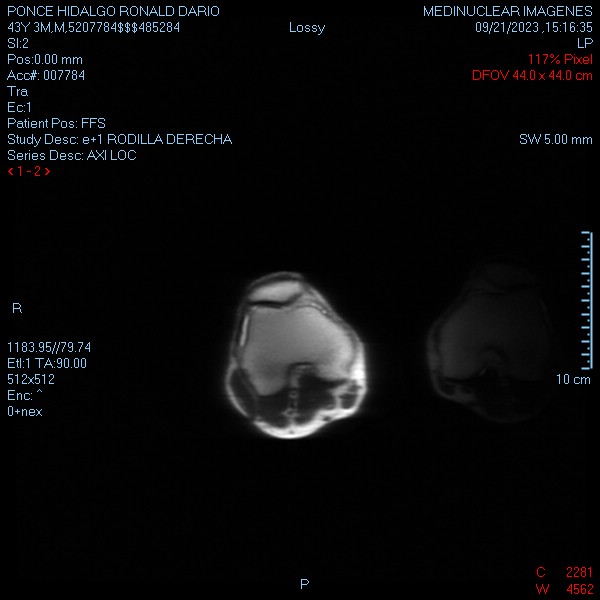 PONCE HIDALGO RONALD DARIO
43Y 3M,M,5207784$$$485284
SI:2
Pos:0.00 mm
Acc#: 007784
Tra
Ec:1
Patient Pos: FFS
Study Desc: e+1 RODILLA DERECHA
Series Desc: AXI LOC
< 1 - 2 >
Lossy
MEDINUCLEAR IMAGENES
09/21/2023 ,15:16:35
LP
117% Pixel
DFOV 44.0 x 44.0 cm
SW 5.00 mm
R
1183.95//79.74
Etl:1 TA:90.00
512x512
Enc: ^
0+nex
10 cm
P
C 2281
W 4562